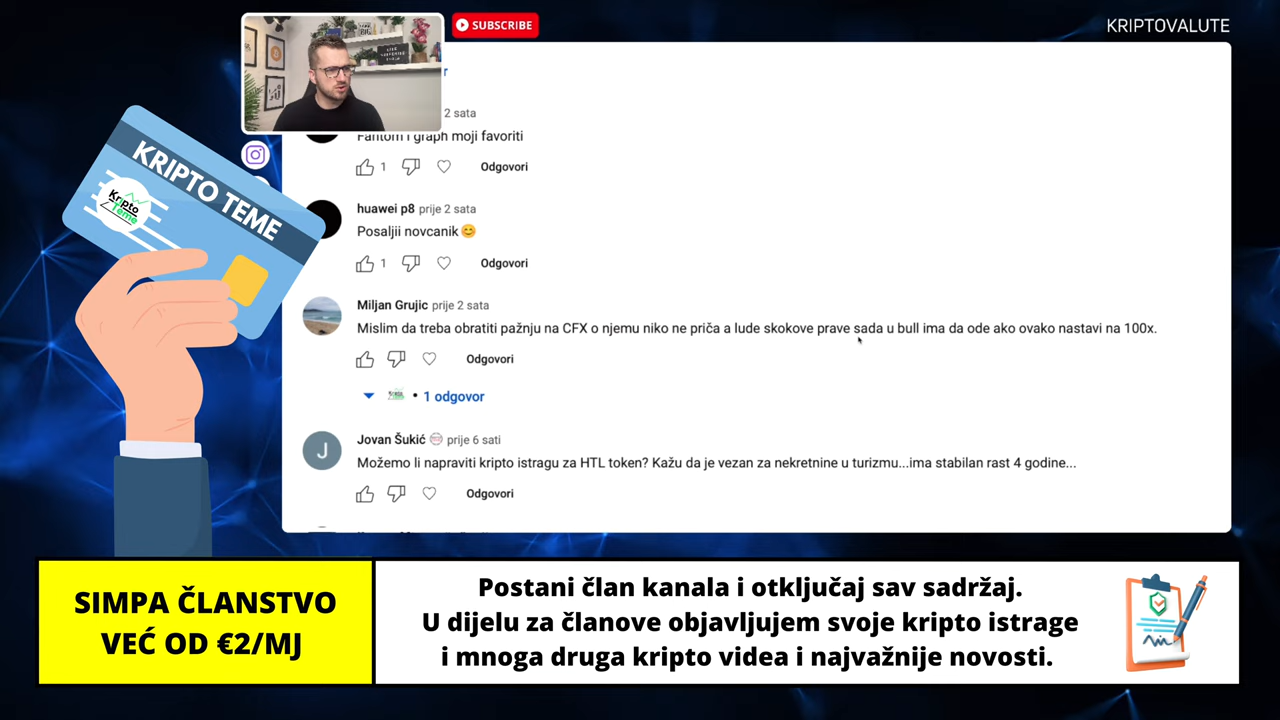 SUBSCRIBE
KRIPTOVALUTE
r
2 sata
Fantom i graph moji favoriti
1
Odgovori
huawei p8 prije 2 sata
Posaljii novcanik😊
1
Odgovori
Miljan Grujic prije 2 sata
Mislim da treba obratiti pažnju na CFX o njemu niko ne priča a lude skokove prave sada u bull ima da ode ako ovako nastavi na 100x.
Odgovori
• 1 odgovor
J
Jovan Šukić prije 6 sati
Možemo li napraviti kripto istragu za HTL token? Kažu da je vezan za nekretnine u turizmu...ima stabilan rast 4 godine...
Odgovori
KRIPTO TEME
Kripto
Teme
SIMPA ČLANSTVO
VEĆ OD €2/MJ
Postani član kanala i otključaj sav sadržaj.
U dijelu za članove objavljujem svoje kripto istrage
i mnoga druga kripto videa i najvažnije novosti.